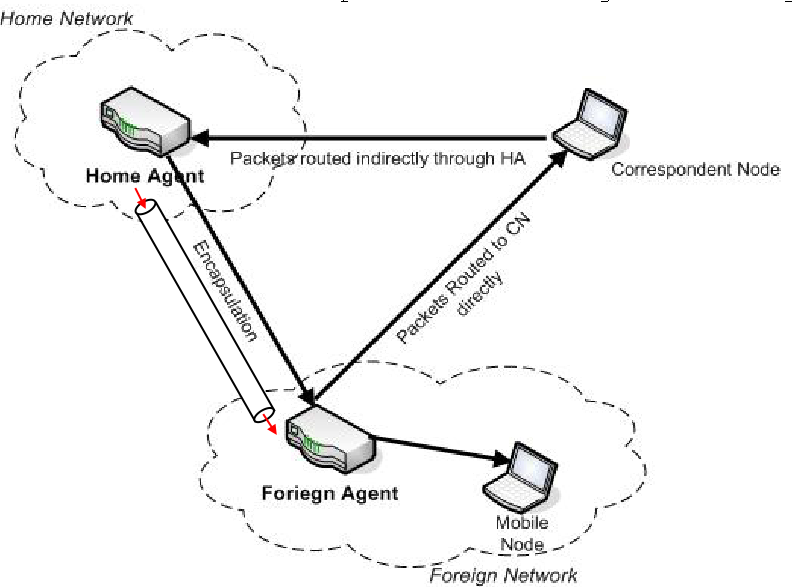 Home Network
Packets routed indirectly through HA
Home Agent
Correspondent Node
Encapsulation
Packets Routed to CN
directly
Foriegn Agent
Mobile
Node
Foreign Network